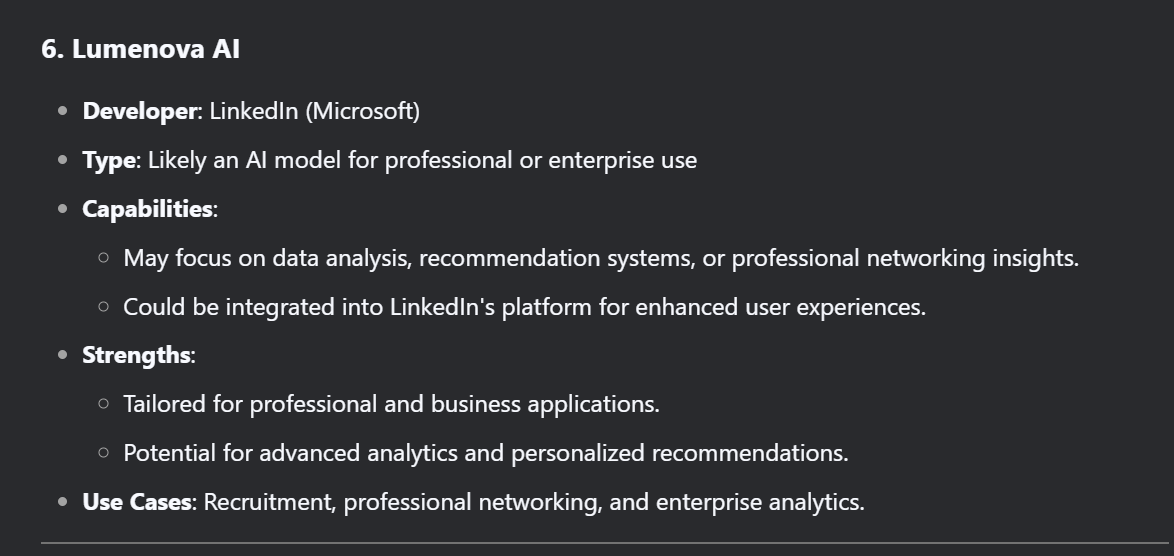 6. Lumenova AI
Developer: LinkedIn (Microsoft)
Type: Likely an AI model for professional or enterprise use
Capabilities:
May focus on data analysis, recommendation systems, or professional networking insights.
Could be integrated into LinkedIn's platform for enhanced user experiences.
Strengths:
Tailored for professional and business applications.
Potential for advanced analytics and personalized recommendations.
Use Cases: Recruitment, professional networking, and enterprise analytics.